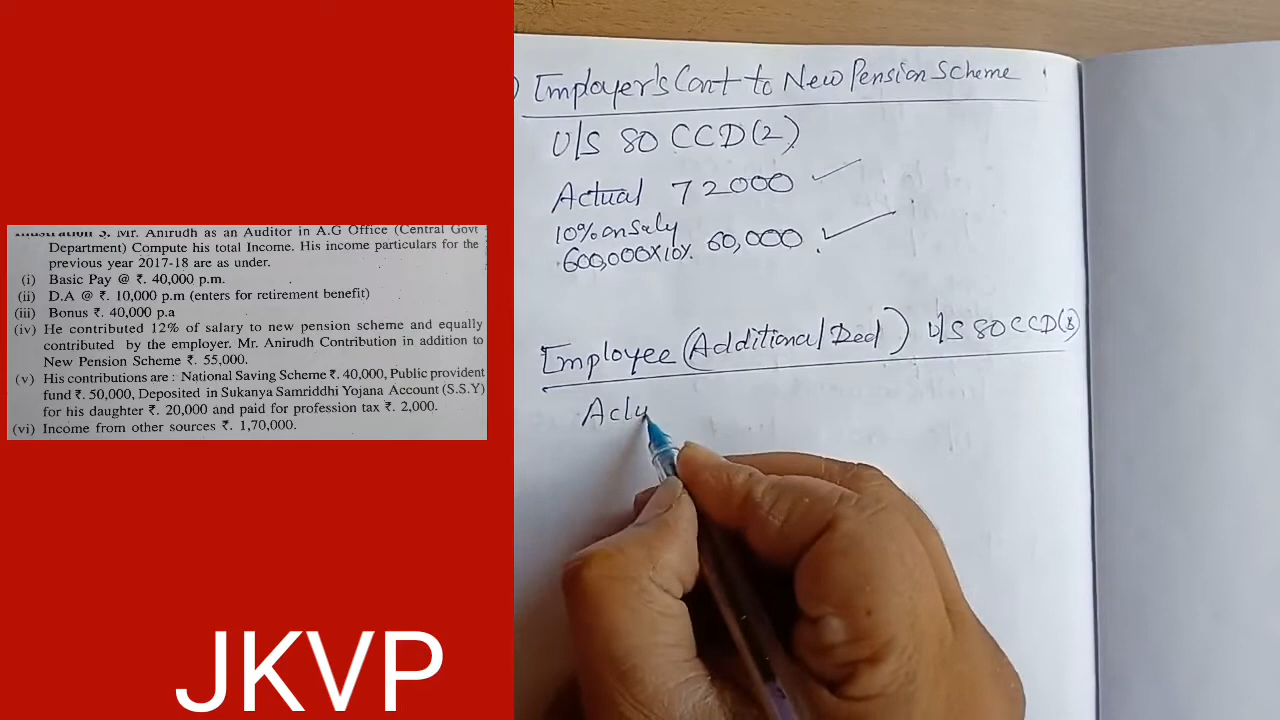 Illustration 3. Mr. Anirudh as an Auditor in A.G Office (Central Govt
Department) Compute his total Income. His income particulars for the
previous year 2017-18 are as under.
(i) Basic Pay @ ₹. 40,000 p.m.
(ii) D.A @ ₹. 10,000 p.m (enters for retirement benefit)
(iii) Bonus ₹. 40,000 p.a
(iv) He contributed 12% of salary to new pension scheme and equally
contributed by the employer. Mr. Anirudh Contribution in addition to
New Pension Scheme ₹. 55,000.
(v) His contributions are : National Saving Scheme ₹. 40,000, Public provident
fund ₹. 50,000, Deposited in Sukanya Samriddhi Yojana Account (S.S.Y)
for his daughter ₹. 20,000 and paid for profession tax ₹. 2,000.
(vi) Income from other sources ₹. 1,70,000.
JKVP
) Employer's Cont to New Pension Scheme
U/S 80 CCD(2)
Actual 72000
10% on Saly
600,000X10%. 60,000
Employee (Additional Ded) U/S 80 CCD(
Actu